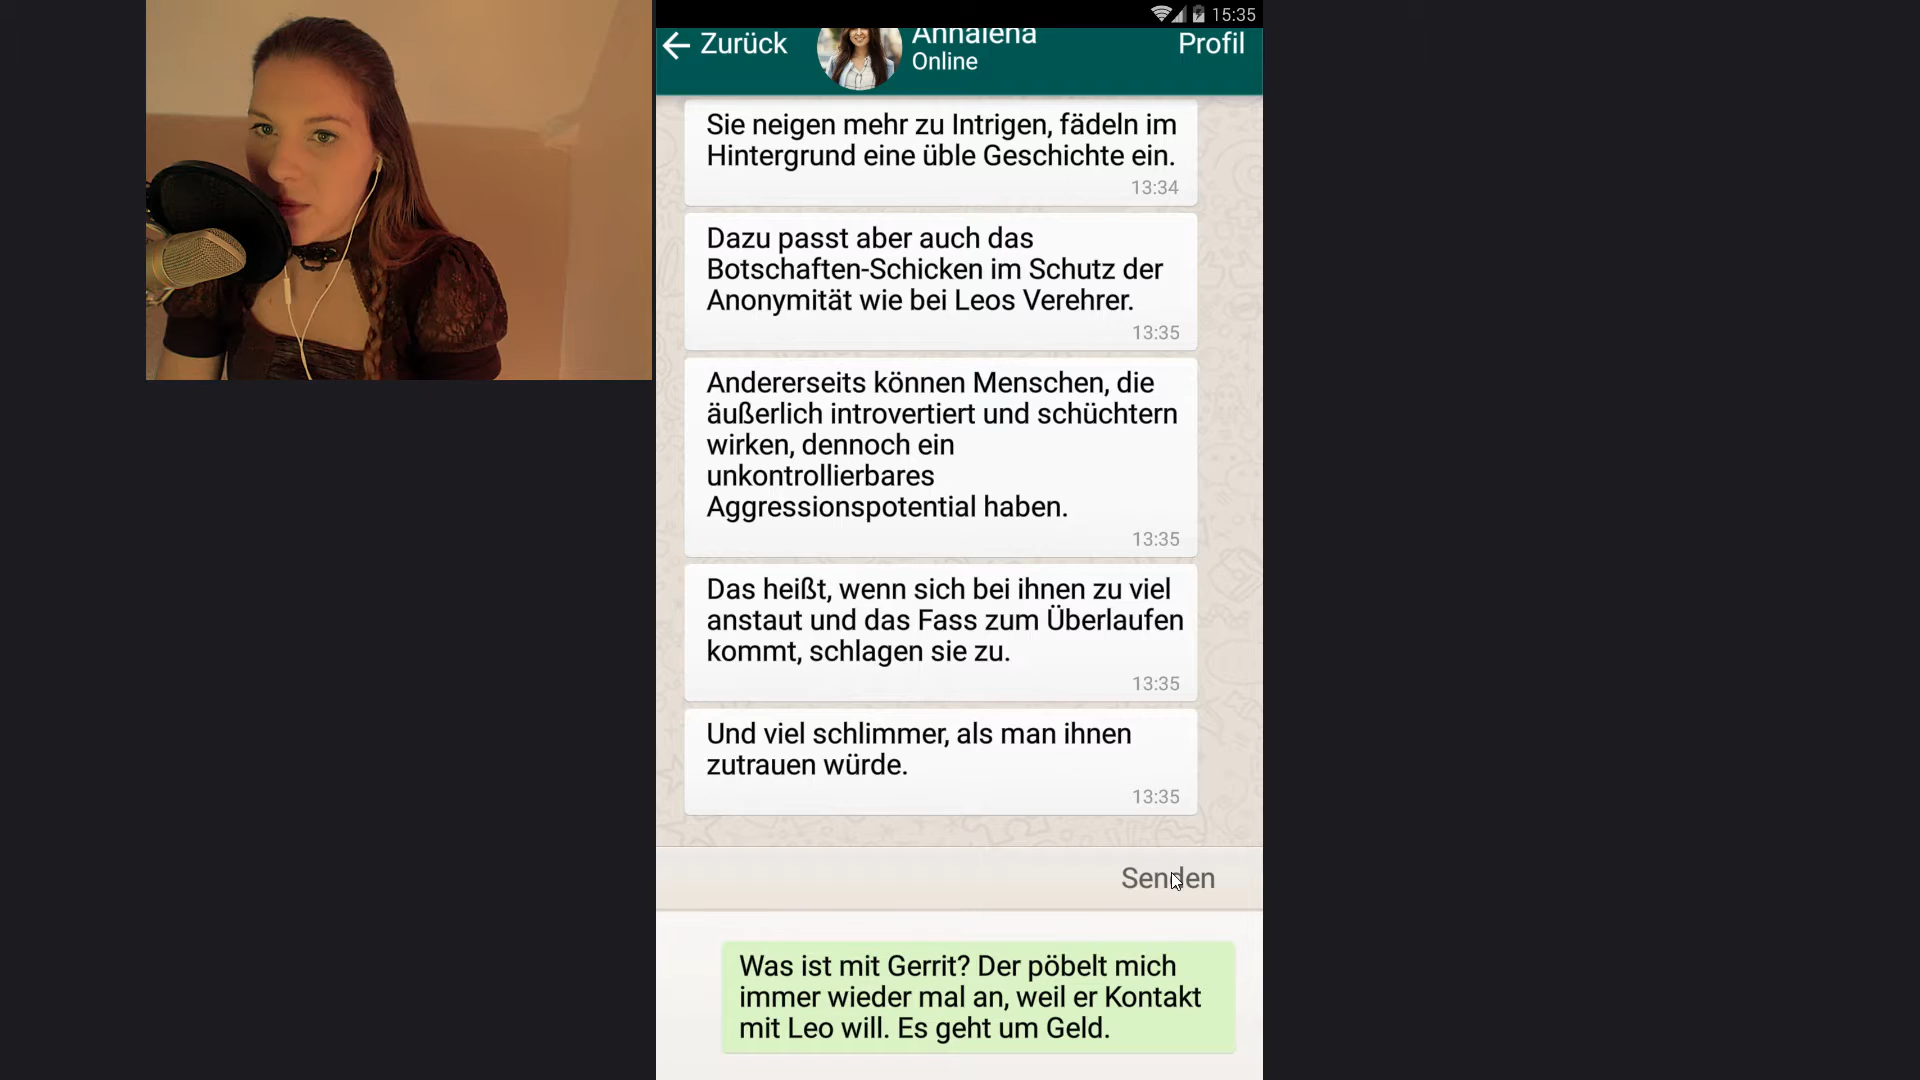 15:35
Zurück
Annalena
Online
Profil
Sie neigen mehr zu Intrigen, fädeln im
Hintergrund eine üble Geschichte ein.
13:34
Dazu passt aber auch das
Botschaften-Schicken im Schutz der
Anonymität wie bei Leos Verehrer.
13:35
Andererseits können Menschen, die
äußerlich introvertiert und schüchtern
wirken, dennoch ein
unkontrollierbares
Aggressionspotential haben.
13:35
Das heißt, wenn sich bei ihnen zu viel
anstaut und das Fass zum Überlaufen
kommt, schlagen sie zu.
13:35
Und viel schlimmer, als man ihnen
zutrauen würde.
13:35
Senden
Was ist mit Gerrit? Der pöbelt mich
immer wieder mal an, weil er Kontakt
mit Leo will. Es geht um Geld.